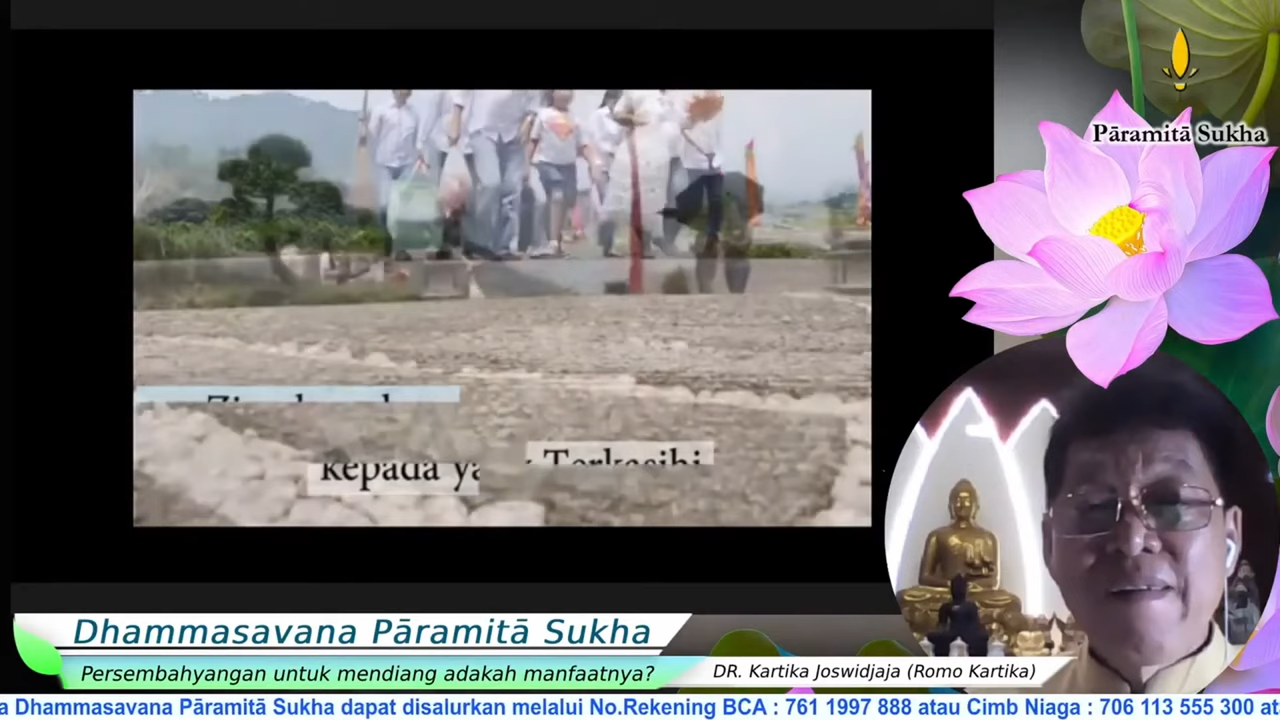 Pāramitā Sukha
kepada
Terkasihi
Dhammasavana Pāramitā Sukha
Persembahyangan untuk mendiang adakah manfaatnya?
DR. Kartika Joswidjaja (Romo Kartika)
a Dhammasavana Pāramitā Sukha dapat disalurkan melalui No.Rekening BCA : 761 1997 888 atau Cimb Niaga : 706 113 555 300 at